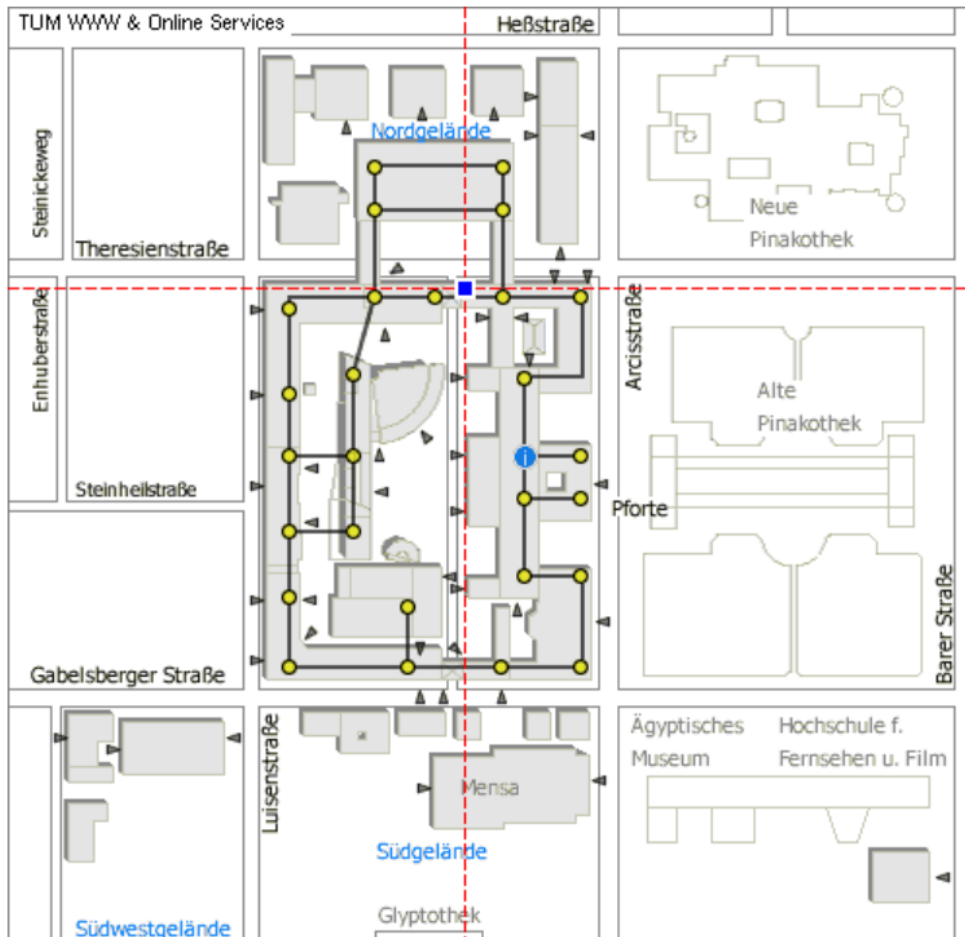 TUM WWW & Online Services
Heßstraße
Nordgelände
Steinickeweg
Theresienstraße
Neue
Pinakothek
Enhuberstraße
Arcisstraße
Alte
Pinakothek
i
Steinheilstraße
Pforte
Gabelsberger Straße
Barer Straße
Luisenstraße
Ägyptisches
Museum
Hochschule f.
Fernsehen u. Film
Mensa
Südgelände
Glyptothek
Südwestgelände